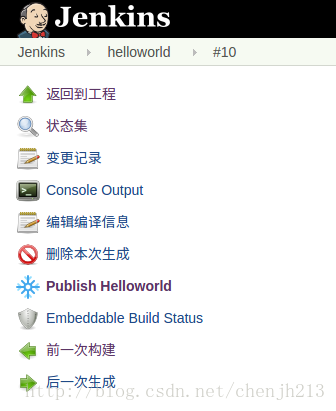 Jenkins
Jenkins helloworld #10
返回到工程
状态集
变更记录
Console Output
编辑编译信息
删除本次生成
Publish Helloworld
Embeddable Build Status
前一次构建
后一次生成
http://blog.csdn.net/chenjh213